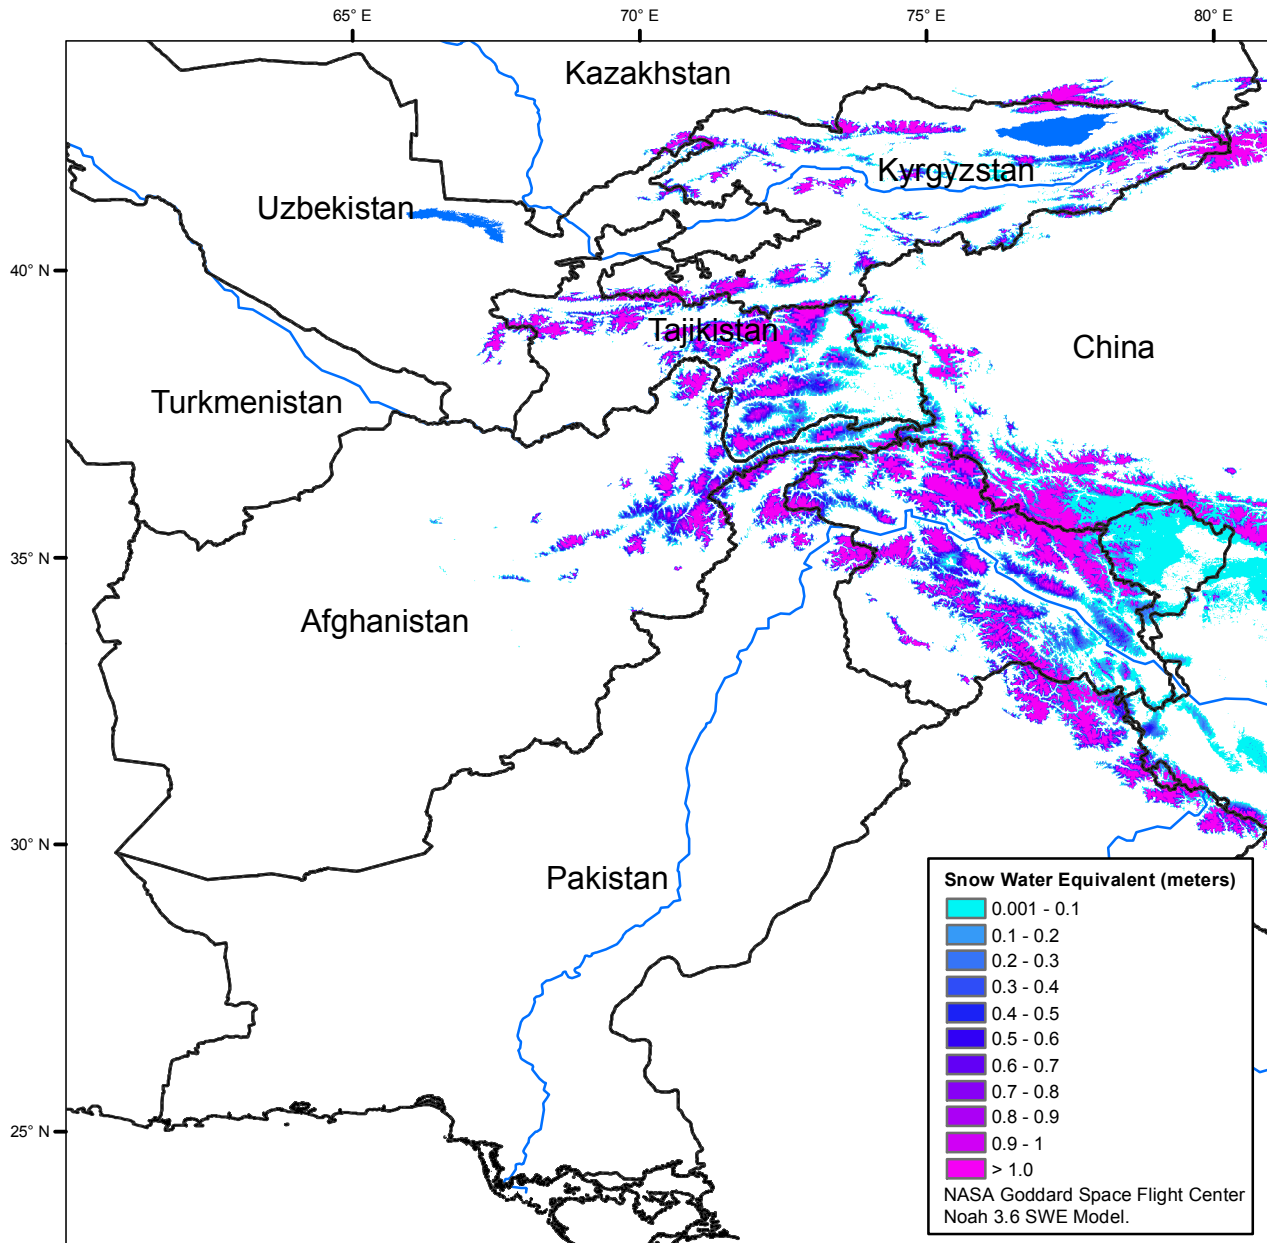 65° E
70° E
75° E
80° E
Kazakhstan
Kyrgyzstan
Uzbekistan
40° N
Tajikistan
China
Turkmenistan
35° N
Afghanistan
30° N
Pakistan
25° N
Snow Water Equivalent (meters)
0.001 - 0.1
0.1 - 0.2
0.2 - 0.3
0.3 - 0.4
0.4 - 0.5
0.5 - 0.6
0.6 - 0.7
0.7 - 0.8
0.8 - 0.9
0.9 - 1
> 1.0
NASA Goddard Space Flight Center
Noah 3.6 SWE Model.